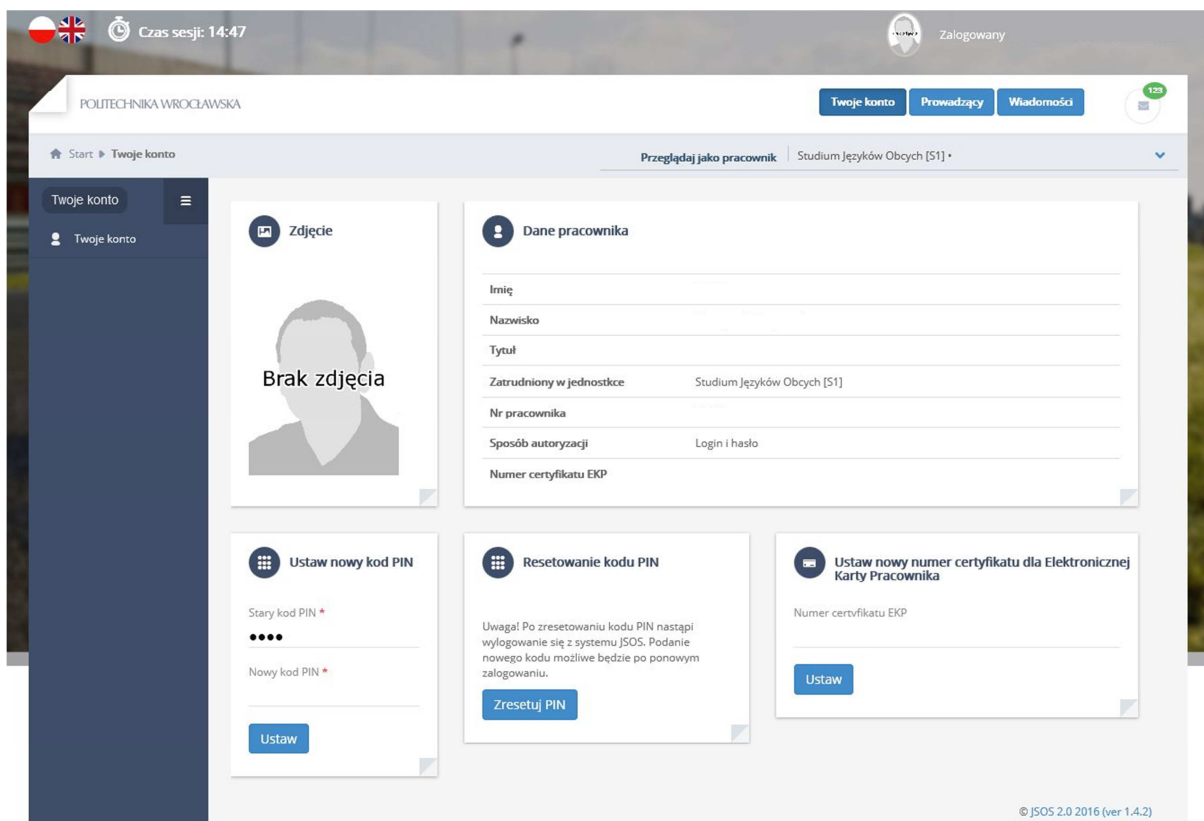 Czas sesji: 14:47
Zalogowany
POLITECHNIKA WROCŁAWSKA
Twoje konto
Prowadzący
Wiadomości
123
Start
Twoje konto
Przeglądaj jako pracownik
Studium Języków Obcych [S1] •
Twoje konto
Twoje konto
Zdjęcie
Brak zdjęcia
Dane pracownika
Imię
Nazwisko
Tytuł
Zatrudniony w jednostkce Studium Języków Obcych [S1]
Nr pracownika
Sposób autoryzacji Login i hasło
Numer certyfikatu EKP
Ustaw nowy kod PIN
Stary kod PIN *
••••
Nowy kod PIN *
Ustaw
Resetowanie kodu PIN
Uwaga! Po zresetowaniu kodu PIN nastąpi
wylogowanie się z systemu JSOS. Podanie
nowego kodu możliwe będzie po ponowym
zalogowaniu.
Zresetuj PIN
Ustaw nowy numer certyfikatu dla Elektronicznej
Karty Pracownika
Numer certyfikatu EKP
Ustaw
© JSOS 2.0 2016 (ver 1.4.2)